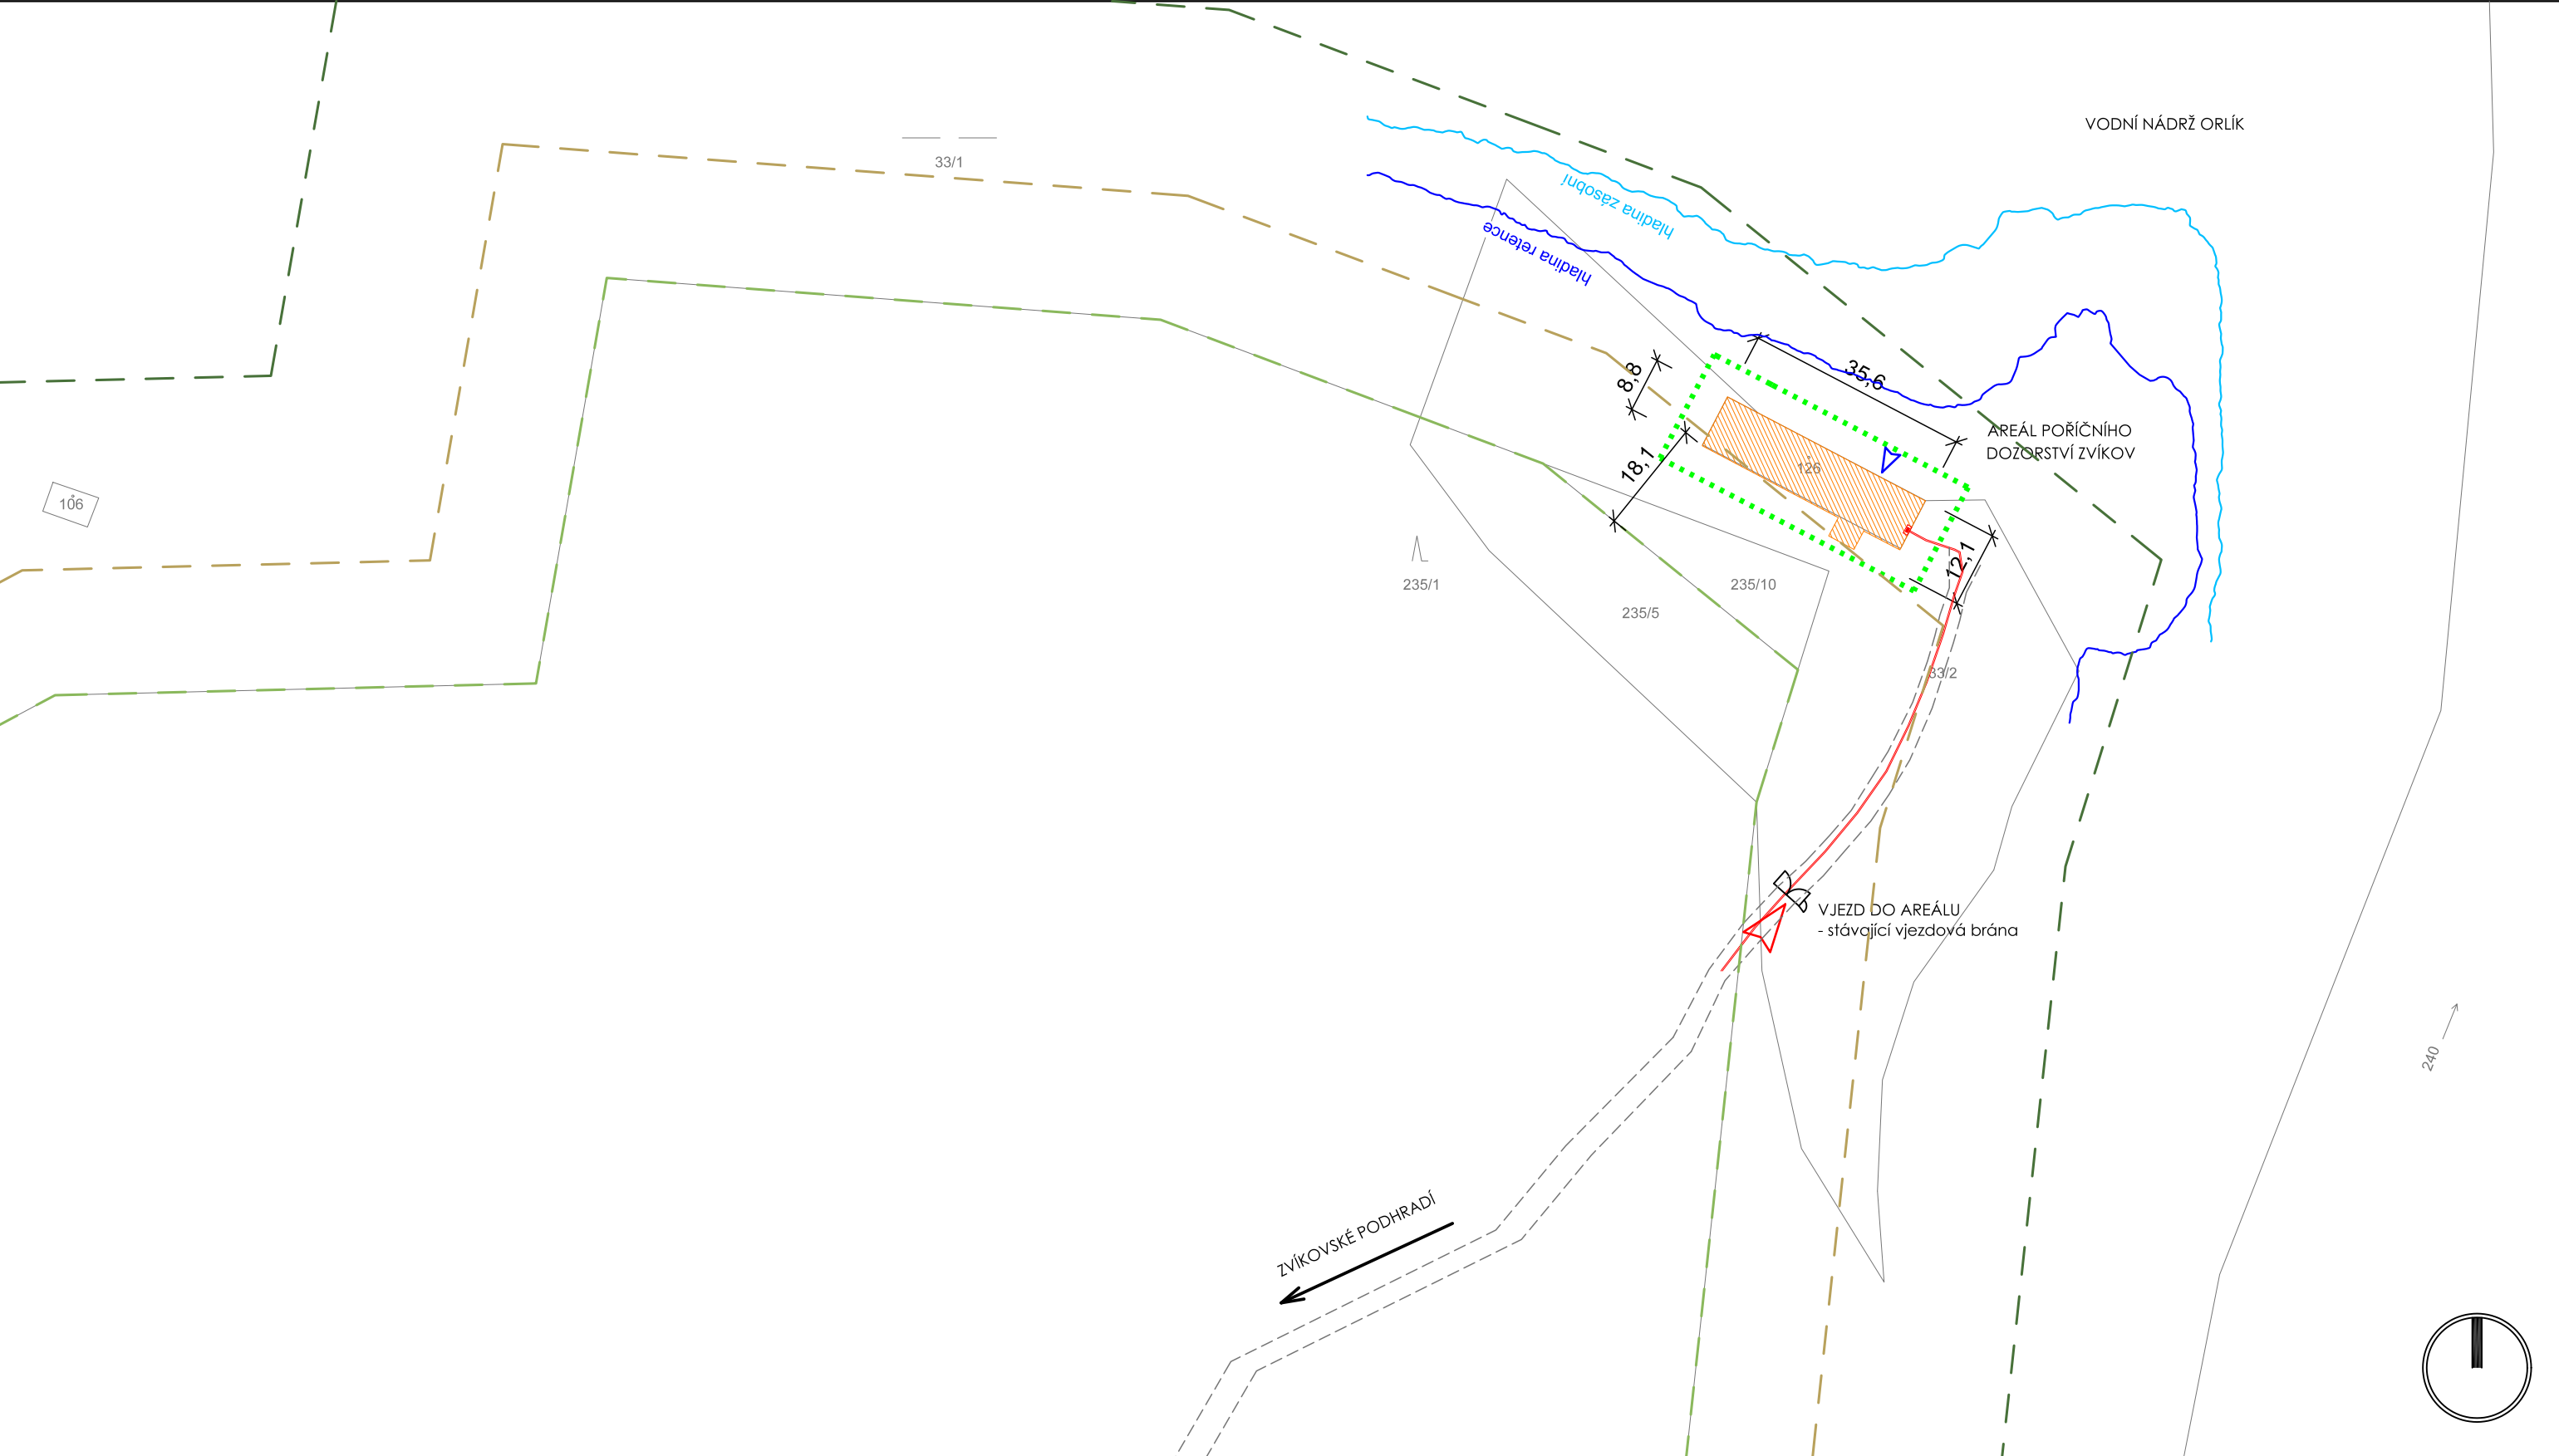 VODNÍ NÁDRŽ ORLÍK
33/1
hladina zásobní
hladina retence
35,6
8,8
AREÁL POŘÍČNÍHO
DOZORSTVÍ ZVÍKOV
18,1
126
106
12,1
235/1
235/10
235/5
33/2
VJEZD DO AREÁLU
- stávající vjezdová brána
240
ZVÍKOVSKÉ PODHRADÍ